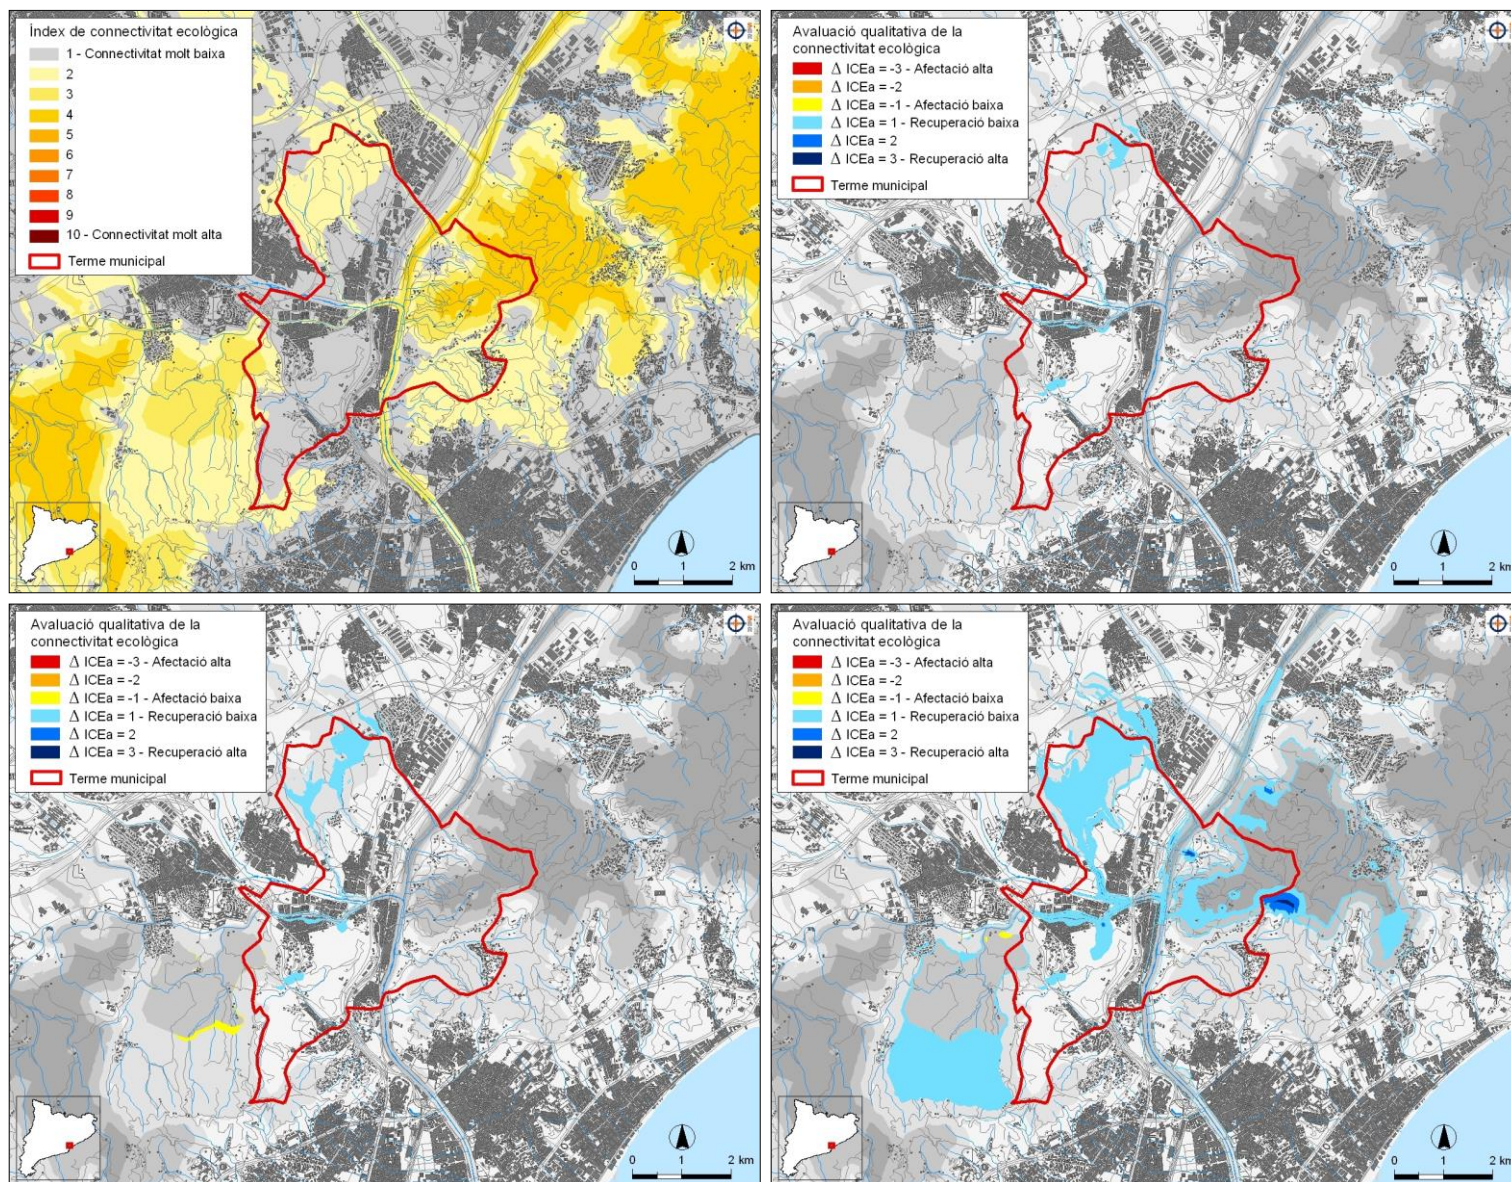 Índex de connectivitat ecològica
1 - Connectivitat molt baixa
2
3
4
5
6
7
8
9
10 - Connectivitat molt alta
Terme municipal
0 1 2 km
Avaluació qualitativa de la
connectivitat ecològica
Δ ICEa = -3 - Afectació alta
Δ ICEa = -2
Δ ICEa = -1 - Afectació baixa
Δ ICEa = 1 - Recuperació baixa
Δ ICEa = 2
Δ ICEa = 3 - Recuperació alta
Terme municipal
0 1 2 km
Avaluació qualitativa de la
connectivitat ecològica
Δ ICEa = -3 - Afectació alta
Δ ICEa = -2
Δ ICEa = -1 - Afectació baixa
Δ ICEa = 1 - Recuperació baixa
Δ ICEa = 2
Δ ICEa = 3 - Recuperació alta
Terme municipal
0 1 2 km
Avaluació qualitativa de la
connectivitat ecològica
Δ ICEa = -3 - Afectació alta
Δ ICEa = -2
Δ ICEa = -1 - Afectació baixa
Δ ICEa = 1 - Recuperació baixa
Δ ICEa = 2
Δ ICEa = 3 - Recuperació alta
Terme municipal
0 1 2 km